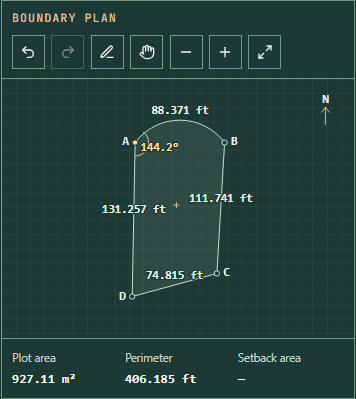 BOUNDARY PLAN
N
88.371 ft
A
B
144.2°
131.257 ft
111.741 ft
74.815 ft
C
D
Plot area
Perimeter
Setback area
927.11 m²
406.185 ft
—